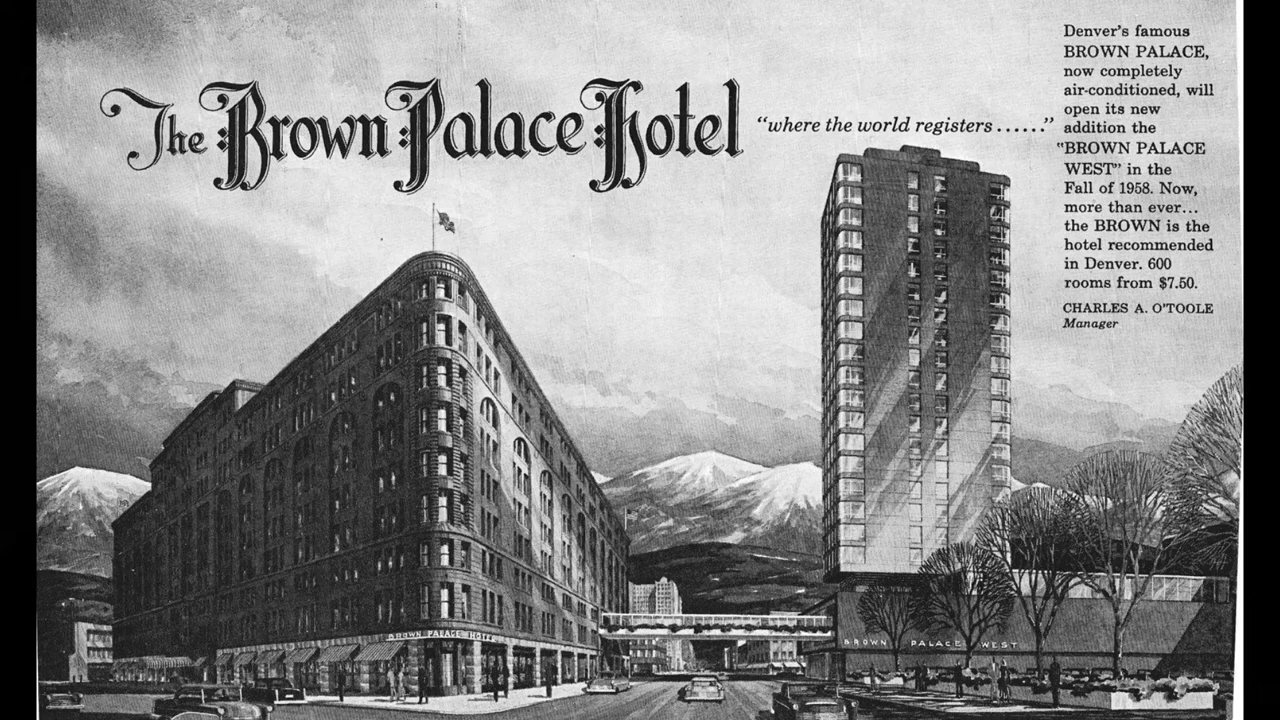 The Brown Palace Hotel
“where the world registers ......”
Denver's famous
BROWN PALACE,
now completely
air-conditioned, will
open its new
addition the
“BROWN PALACE
WEST” in the
Fall of 1958. Now,
more than ever...
the BROWN is the
hotel recommended
in Denver. 600
rooms from $7.50.
CHARLES A. O'TOOLE
Manager
BROWN PALACE HOTEL
BROWN PALACE WEST